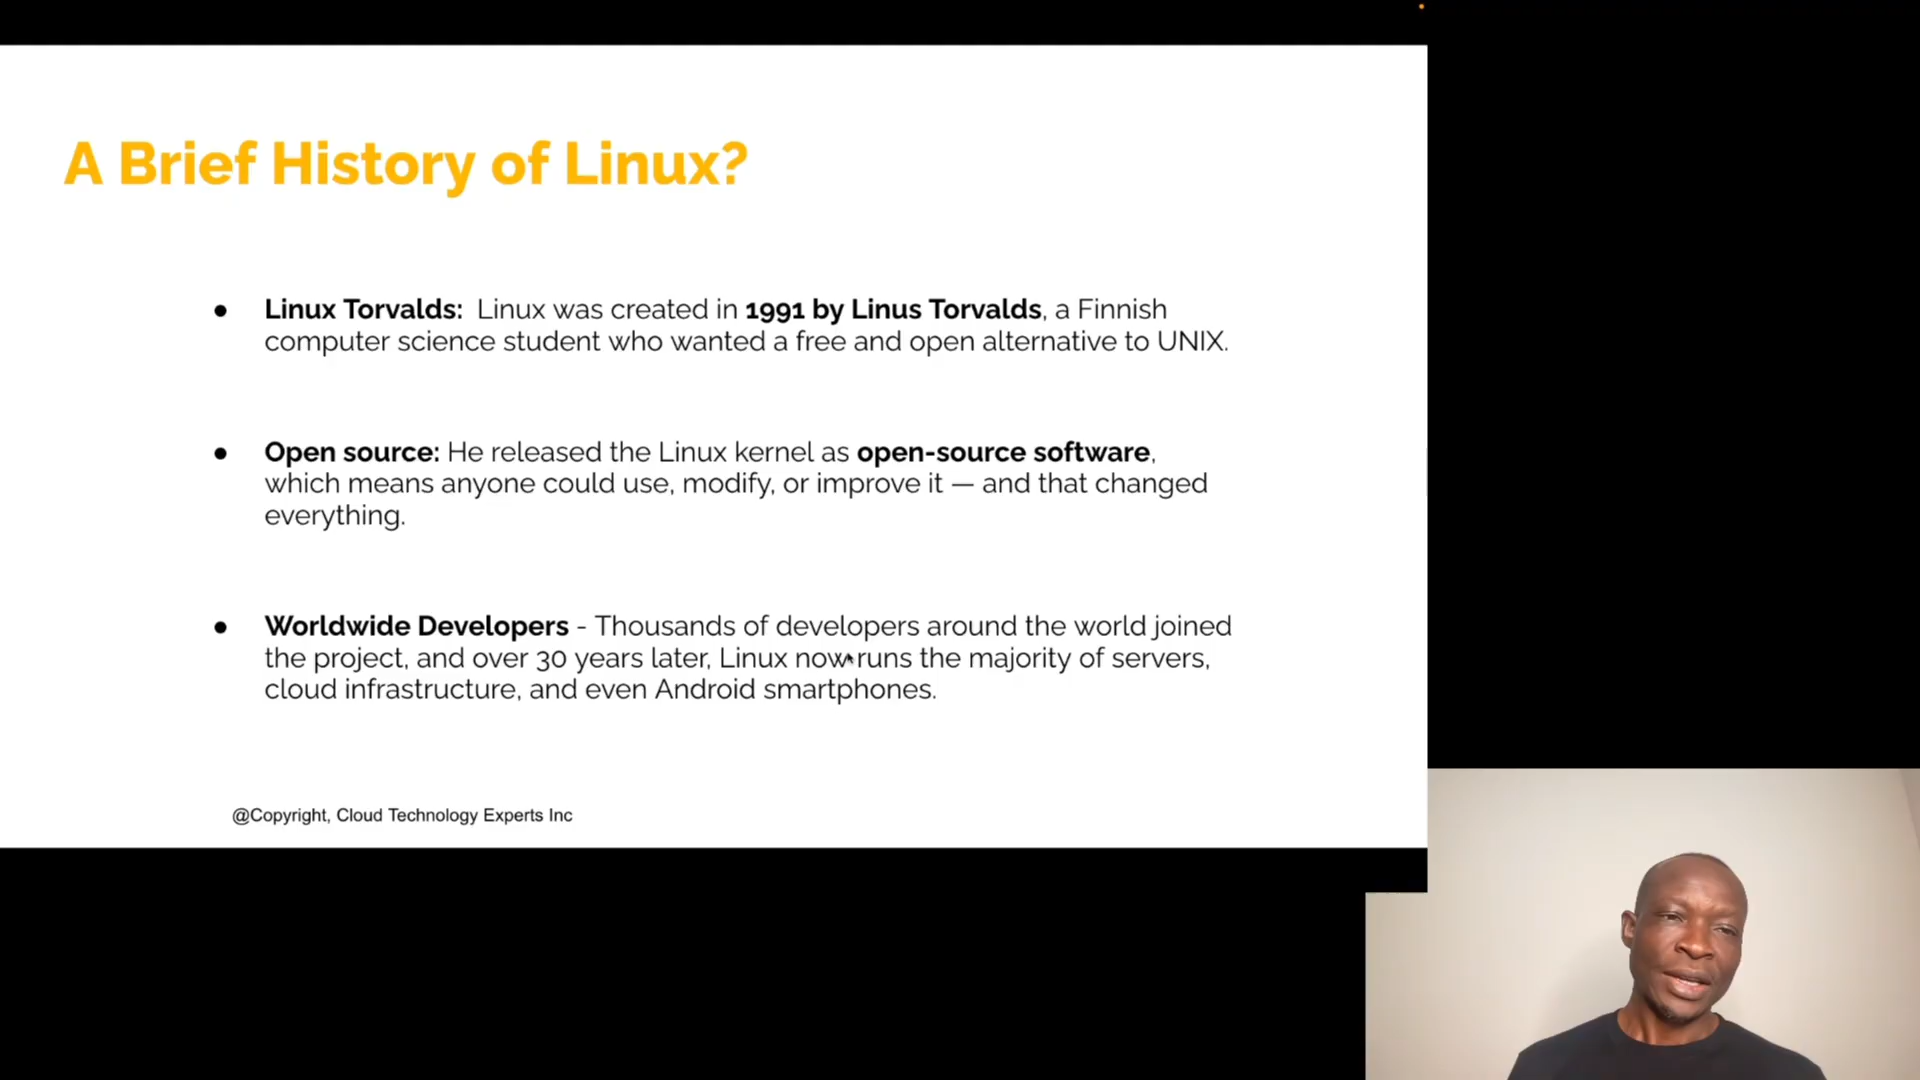 A Brief History of Linux?
● Linux Torvalds: Linux was created in 1991 by Linus Torvalds, a Finnish
computer science student who wanted a free and open alternative to UNIX.
● Open source: He released the Linux kernel as open-source software,
which means anyone could use, modify, or improve it — and that changed
everything.
● Worldwide Developers - Thousands of developers around the world joined
the project, and over 30 years later, Linux now runs the majority of servers,
cloud infrastructure, and even Android smartphones.
@Copyright, Cloud Technology Experts Inc